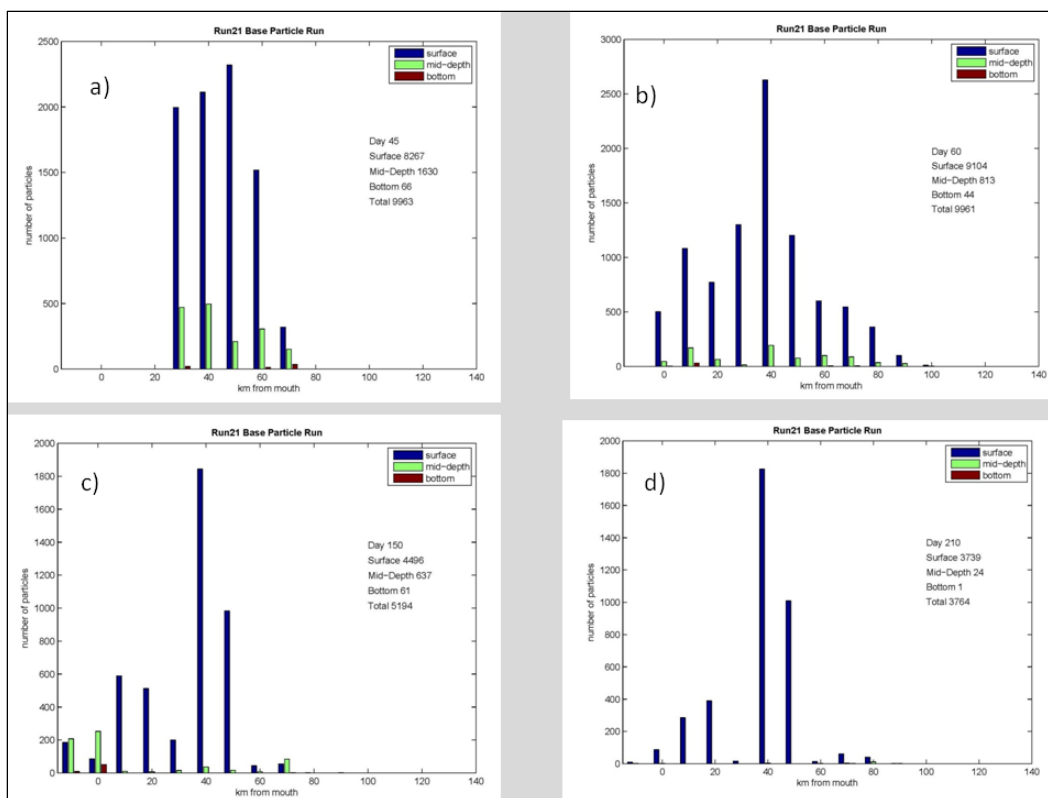 Run21 Base Particle Run
2500
2000
1500
1000
500
0
number of particles
a)
surface
mid-depth
bottom
Day 45
Surface 8267
Mid-Depth 1630
Bottom 66
Total 9963
0 20 40 60 80 100 120 140
km from mouth
Run21 Base Particle Run
3000
2500
2000
1500
1000
500
0
number of particles
b)
surface
mid-depth
bottom
Day 60
Surface 9104
Mid-Depth 813
Bottom 44
Total 9961
0 20 40 60 80 100 120 140
km from mouth
Run21 Base Particle Run
2000
1800
1600
1400
1200
1000
800
600
400
200
0
number of particles
c)
surface
mid-depth
bottom
Day 150
Surface 4496
Mid-Depth 637
Bottom 61
Total 5194
0 20 40 60 80 100 120 140
km from mouth
Run21 Base Particle Run
2000
1800
1600
1400
1200
1000
800
600
400
200
0
number of particles
d)
surface
mid-depth
bottom
Day 210
Surface 3739
Mid-Depth 24
Bottom 1
Total 3764
0 20 40 60 80 100 120 140
km from mouth